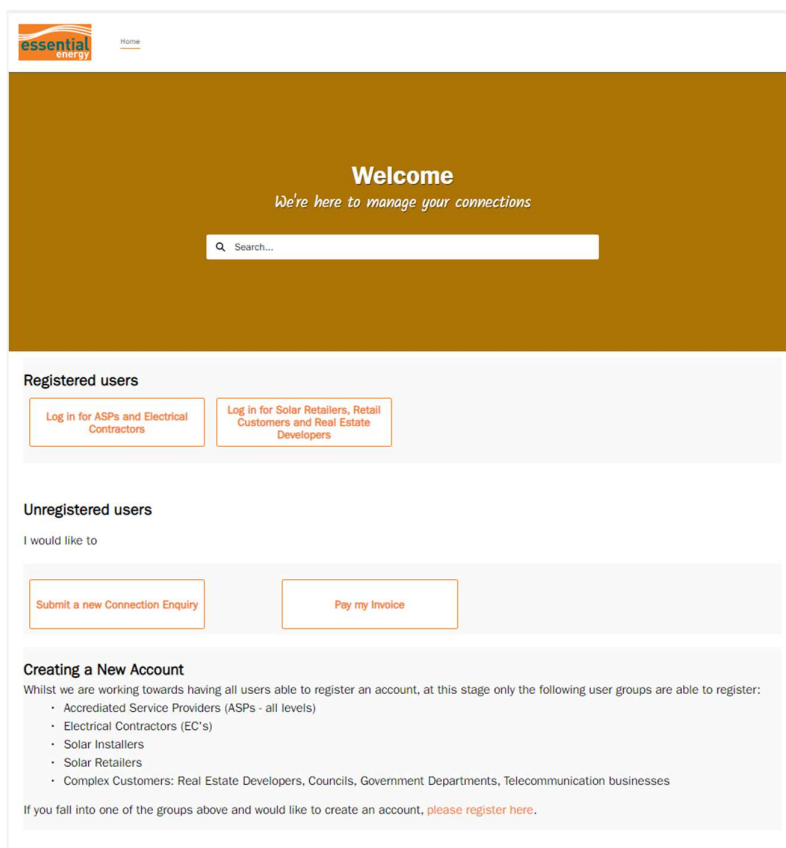 essential
energy
Home
Welcome
We're here to manage your connections
Search...
Registered users
Log in for ASPs and Electrical
Contractors
Log in for Solar Retailers, Retail
Customers and Real Estate
Developers
Unregistered users
I would like to
Submit a new Connection Enquiry
Pay my Invoice
Creating a New Account
Whilst we are working towards having all users able to register an account, at this stage only the following user groups are able to register:
• Accrediated Service Providers (ASPs - all levels)
• Electrical Contractors (EC's)
• Solar Installers
• Solar Retailers
• Complex Customers: Real Estate Developers, Councils, Government Departments, Telecommunication businesses
If you fall into one of the groups above and would like to create an account, please register here.